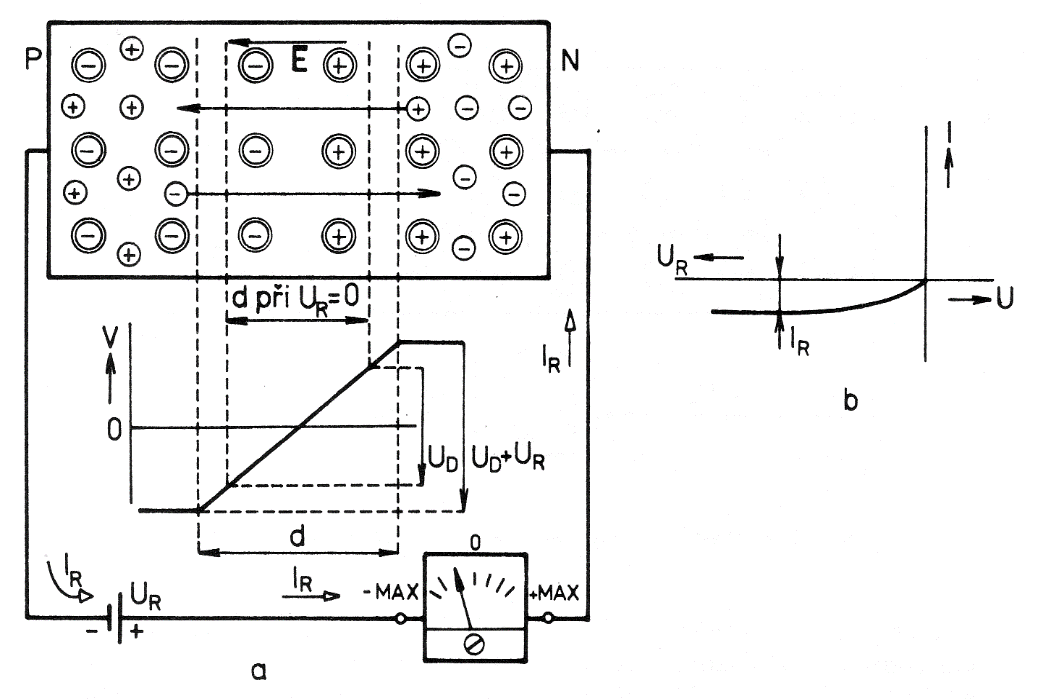 P
E
N
d při U_R=0
V
0
U_D
U_D+U_R
I_R
d
I_R
U_R
- +
I_R
-MAX
0
+MAX
a
I
U_R
U
I_R
b